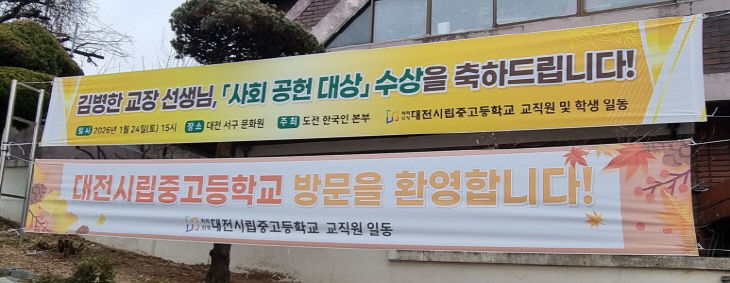 김병한 교장 선생님, 「사회 공헌 대상」 수상을 축하드립니다!
일시 2026년 1월 24일(토) 15시 장소 대전 서구 문화원 주최 도전 한국인 본부 대전시립중고등학교 교직원 및 학생 일동
대전시립중고등학교 방문을 환영합니다!
대전시립중고등학교 교직원 일동